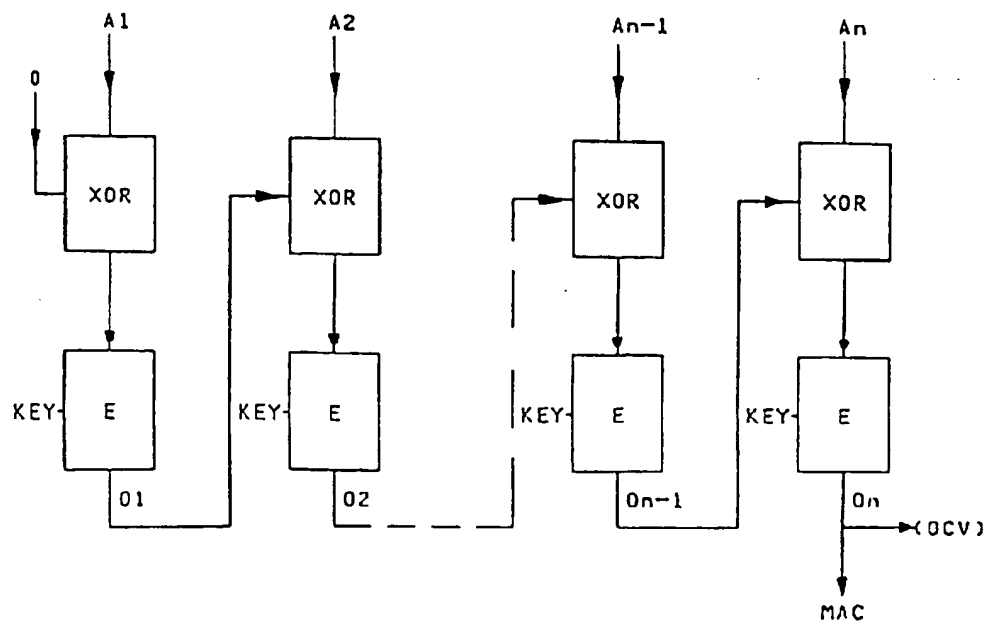 A1 A2 An-1 An
0
XOR XOR XOR XOR
KEY E KEY E KEY E KEY E
O1 O2 On-1 On
(OCV)
MAC